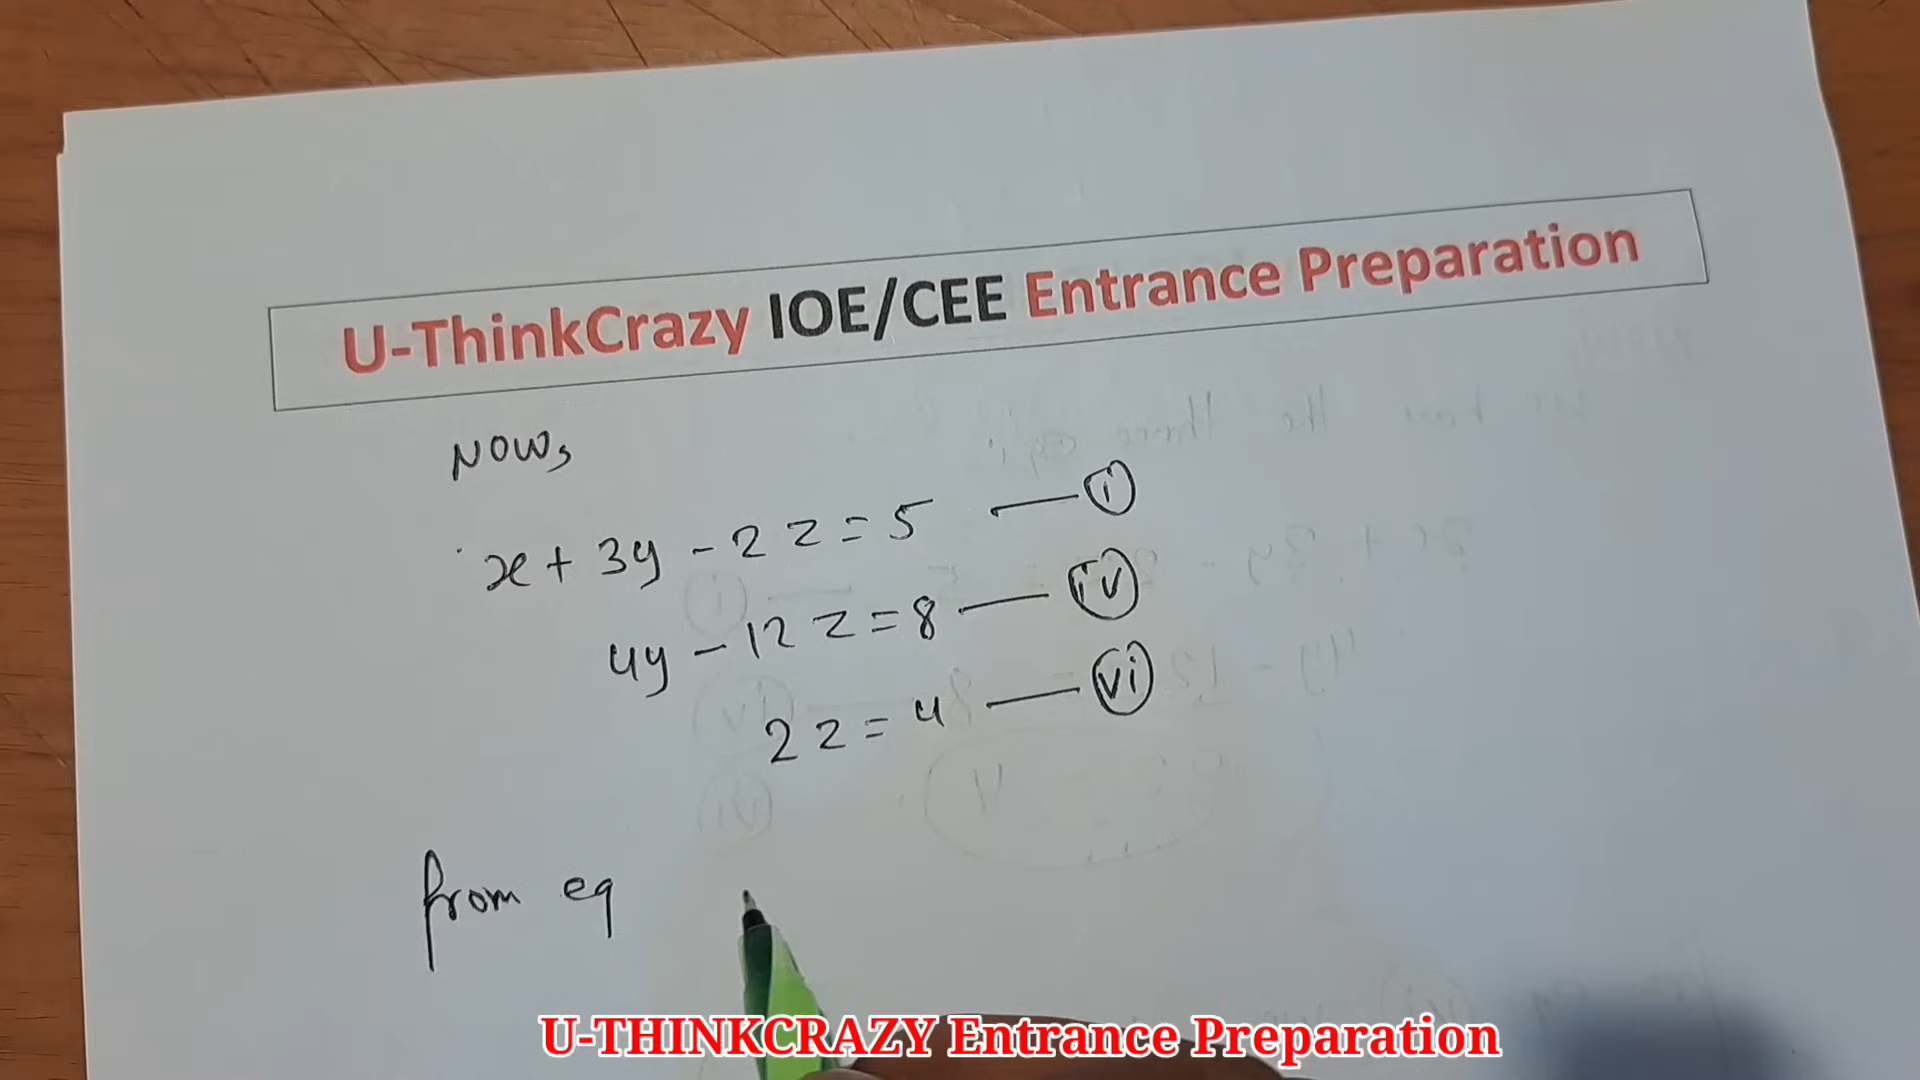 U-ThinkCrazy IOE/CEE Entrance Preparation
NOW,
x + 3y - 2z = 5 — (i)
4y - 12z = 8 — (iv)
2z = 4 — (vi)
from eq
U-THINKCRAZY Entrance Preparation